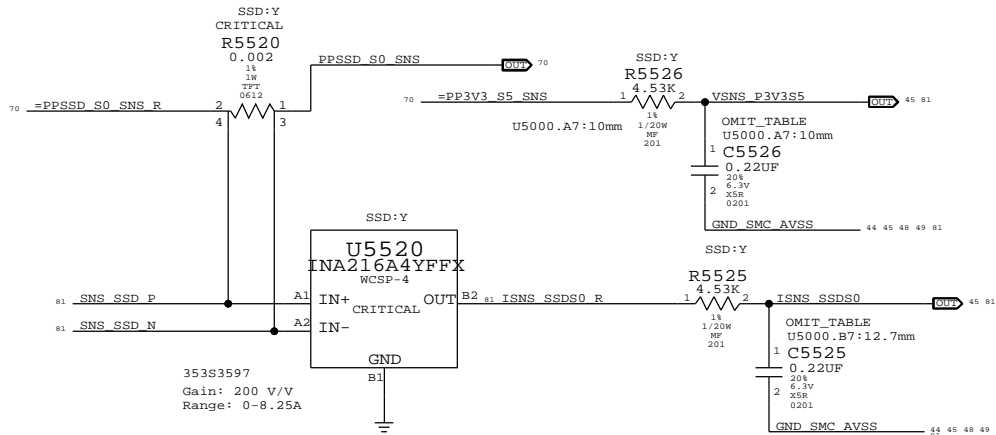 SSD:Y
CRITICAL
R5520
0.002
1%
1W
TFT
0612
PPSSD_S0_SNS
OUT 70
70 =PPSSD_S0_SNS_R 2 1
4 3
SSD:Y
R5526
4.53K
70 =PP3V3_S5_SNS 1 2 VSNS_P3V3S5 OUT 45 81
1%
1/20W
MF
201
U5000.A7:10mm
OMIT_TABLE
U5000.A7:10mm
1 C5526
0.22UF
20%
6.3V
2 X5R
0201
GND_SMC_AVSS 44 45 48 49 81
SSD:Y
U5520
INA216A4YFFX
WCSP-4
CRITICAL
81 SNS_SSD_P A1 IN+ OUT B2 81 ISNS_SSDS0_R
81 SNS_SSD_N A2 IN-
GND
B1
353S3597
Gain: 200 V/V
Range: 0-8.25A
SSD:Y
R5525
4.53K
1 2 ISNS_SSDS0 OUT 45 81
1%
1/20W
MF
201
OMIT_TABLE
U5000.B7:12.7mm
1 C5525
0.22UF
20%
6.3V
2 X5R
0201
GND_SMC_AVSS 44 45 48 49
81